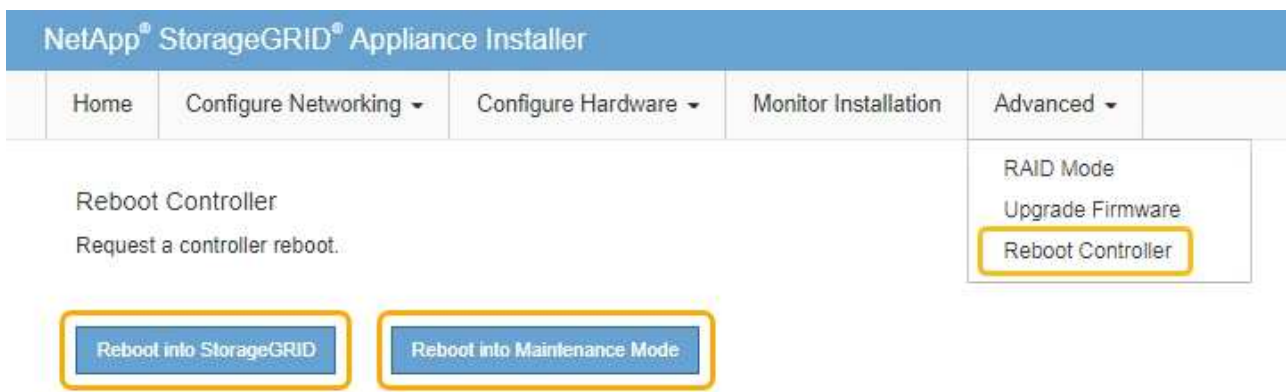 NetApp® StorageGRID® Appliance Installer
Home Configure Networking Configure Hardware Monitor Installation Advanced
RAID Mode
Upgrade Firmware
Reboot Controller
Reboot Controller
Request a controller reboot.
Reboot into StorageGRID Reboot into Maintenance Mode